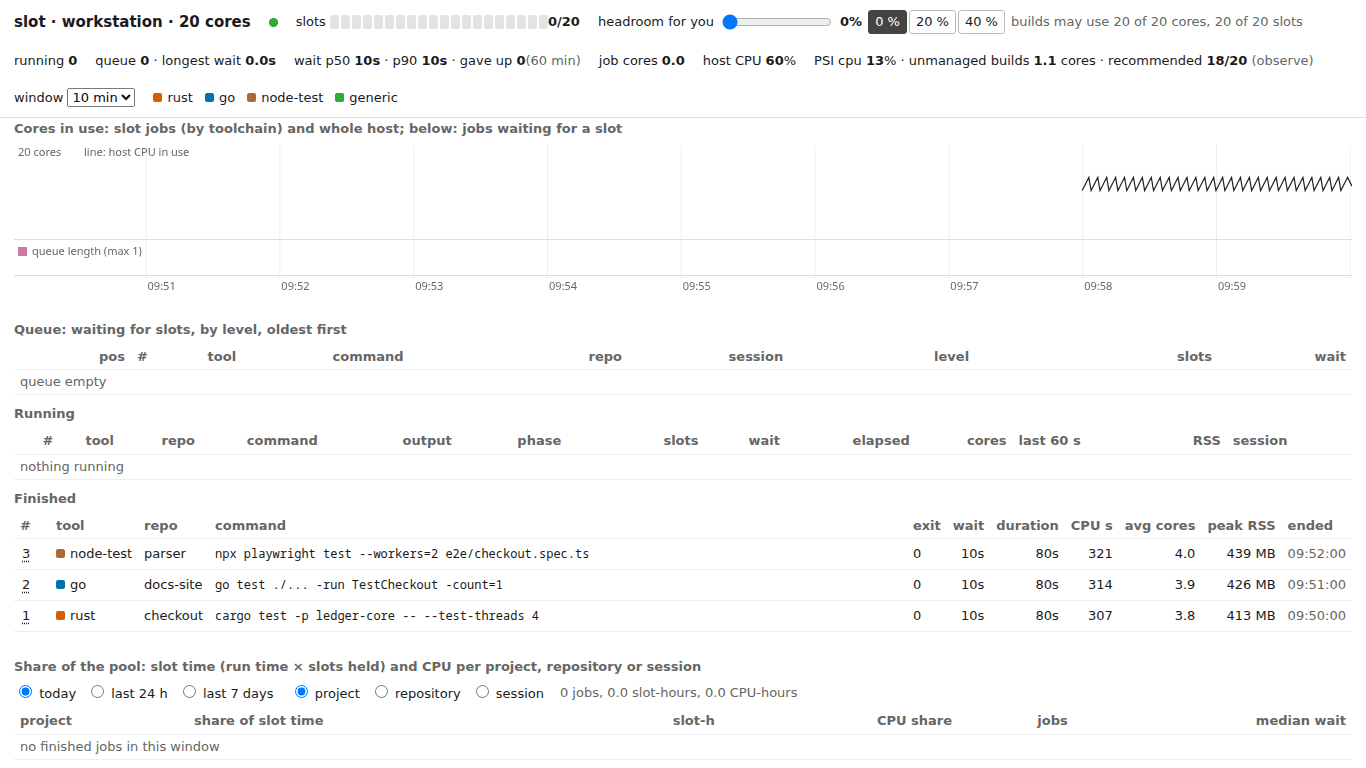 slot · workstation · 20 cores slots 0/20 headroom for you 0% 0 % 20 % 40 % builds may use 20 of 20 cores, 20 of 20 slots
running 0 queue 0 · longest wait 0.0s wait p50 10s · p90 10s · gave up 0(60 min) job cores 0.0 host CPU 60% PSI cpu 13% · unmanaged builds 1.1 cores · recommended 18/20 (observe)
window 10 min rust go node-test generic
Cores in use: slot jobs (by toolchain) and whole host; below: jobs waiting for a slot
20 cores line: host CPU in use
queue length (max 1)
09:51 09:52 09:53 09:54 09:55 09:56 09:57 09:58 09:59
Queue: waiting for slots, by level, oldest first
pos # tool command repo session level slots wait
queue empty
Running
# tool repo command output phase slots wait elapsed cores last 60 s RSS session
nothing running
Finished
# tool repo command exit wait duration CPU s avg cores peak RSS ended
3 node-test parser npx playwright test --workers=2 e2e/checkout.spec.ts 0 10s 80s 321 4.0 439 MB 09:52:00
2 go docs-site go test ./... -run TestCheckout -count=1 0 10s 80s 314 3.9 426 MB 09:51:00
1 rust checkout cargo test -p ledger-core -- --test-threads 4 0 10s 80s 307 3.8 413 MB 09:50:00
Share of the pool: slot time (run time × slots held) and CPU per project, repository or session
today last 24 h last 7 days project repository session 0 jobs, 0.0 slot-hours, 0.0 CPU-hours
project share of slot time slot-h CPU share jobs median wait
no finished jobs in this window